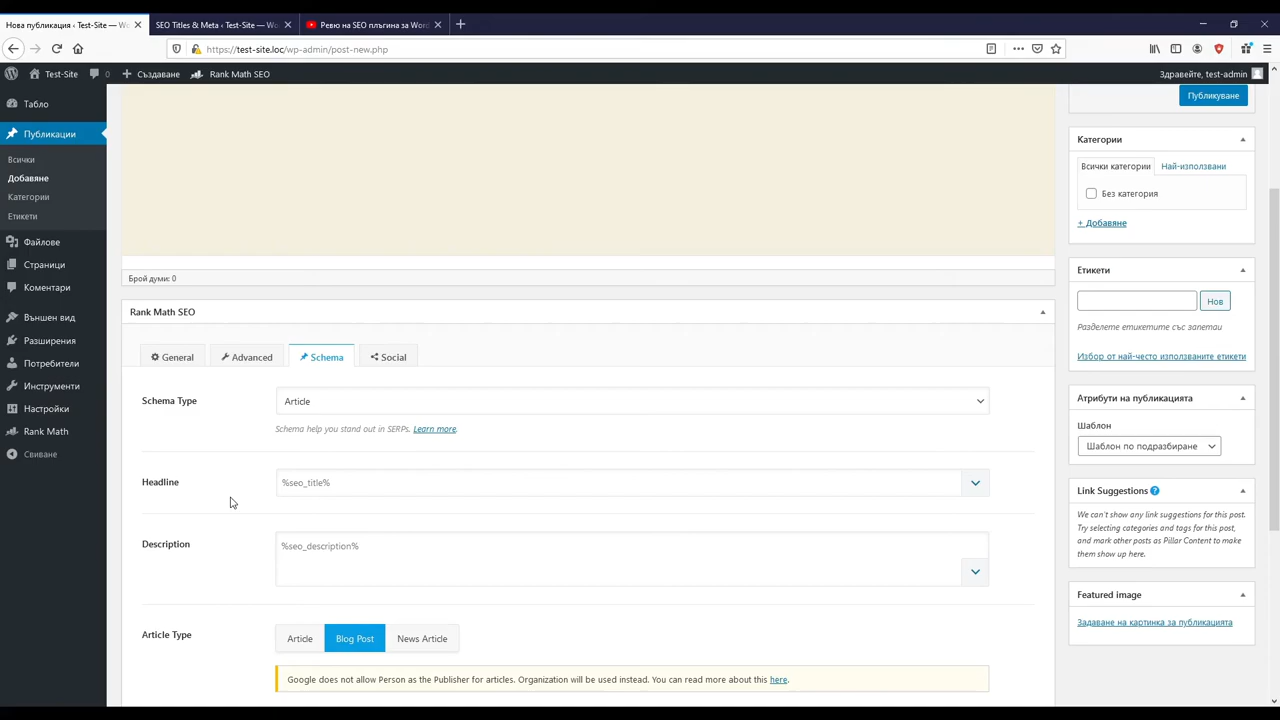 Нова публикация ‹ Test-Site — Wo
SEO Titles & Meta ‹ Test-Site — Wo
Ревю на SEO плъгина за Word
https://test-site.loc/wp-admin/post-new.php
Test-Site
0
Създаване
Rank Math SEO
Здравейте, test-admin
Табло
Публикации
Всички
Добавяне
Категории
Етикети
Файлове
Страници
Коментари
Външен вид
Разширения
Потребители
Инструменти
Настройки
Rank Math
Свиване
Брой думи: 0
Rank Math SEO
General
Advanced
Schema
Social
Schema Type
Article
Schema help you stand out in SERPs. Learn more.
Headline
%seo_title%
Description
%seo_description%
Article Type
Article
Blog Post
News Article
Google does not allow Person as the Publisher for articles. Organization will be used instead. You can read more about this here.
Публикуване
Категории
Всички категории
Най-използвани
Без категория
+ Добавяне
Етикети
Нов
Разделете етикетите със запетаи
Избор от най-често използваните етикети
Атрибути на публикацията
Шаблон
Шаблон по подразбиране
Link Suggestions
We can't show any link suggestions for this post.
Try selecting categories and tags for this post,
and mark other posts as Pillar Content to make
them show up here.
Featured image
Задаване на картинка за публикацията